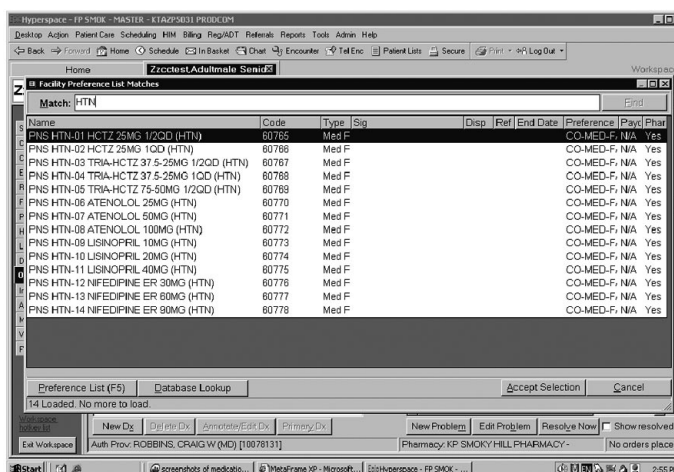 Hyperspace - FP SMOK - MASTER - KTAZPS031 PRODCOM
Desktop Action Patient Care Scheduling HIM Billing Reg/ADT Referrals Reports Tools Admin Help
Back Forward Home Schedule In Basket Chart Encounter Tel Enc Patient Lists Secure Print Log Out
Home Zzcctest,Adultmale Senio Workspac
Facility Preference List Matches
Match: HTN Find
Name Code Type Sig Disp Ref End Date Preference Payo Phar
PNS HTN-01 HCTZ 25MG 1/2QD (HTN) 60765 Med F CO-MED-F/ N/A Yes
PNS HTN-02 HCTZ 25MG 1QD (HTN) 60766 Med F CO-MED-F/ N/A Yes
PNS HTN-03 TRIA-HCTZ 37.5-25MG 1/2QD (HTN) 60767 Med F CO-MED-F/ N/A Yes
PNS HTN-04 TRIA-HCTZ 37.5-25MG 1QD (HTN) 60768 Med F CO-MED-F/ N/A Yes
PNS HTN-05 TRIA-HCTZ 75-50MG 1/2QD (HTN) 60769 Med F CO-MED-F/ N/A Yes
PNS HTN-06 ATENOLOL 25MG (HTN) 60770 Med F CO-MED-F/ N/A Yes
PNS HTN-07 ATENOLOL 50MG (HTN) 60771 Med F CO-MED-F/ N/A Yes
PNS HTN-08 ATENOLOL 100MG (HTN) 60772 Med F CO-MED-F/ N/A Yes
PNS HTN-09 LISINOPRIL 10MG (HTN) 60773 Med F CO-MED-F/ N/A Yes
PNS HTN-10 LISINOPRIL 20MG (HTN) 60774 Med F CO-MED-F/ N/A Yes
PNS HTN-11 LISINOPRIL 40MG (HTN) 60775 Med F CO-MED-F/ N/A Yes
PNS HTN-12 NIFEDIPINE ER 30MG (HTN) 60776 Med F CO-MED-F/ N/A Yes
PNS HTN-13 NIFEDIPINE ER 60MG (HTN) 60777 Med F CO-MED-F/ N/A Yes
PNS HTN-14 NIFEDIPINE ER 90MG (HTN) 60778 Med F CO-MED-F/ N/A Yes
Preference List (F5) Database Lookup Accept Selection Cancel
14 Loaded. No more to load.
Workspace
hotkey list
New Dx Delete Dx Annotate/Edit Dx Primary Dx New Problem Edit Problem Resolve Now Show resolved
Exit Workspace Auth Prov: ROBBINS, CRAIG W (MD) [10078131] Pharmacy: KP SMOKY HILL PHARMACY - No orders place
Start screenshots of medicatio... MetaFrame XP - Microsoft... Hyperspace - FP SMOK - ... 2:55 P